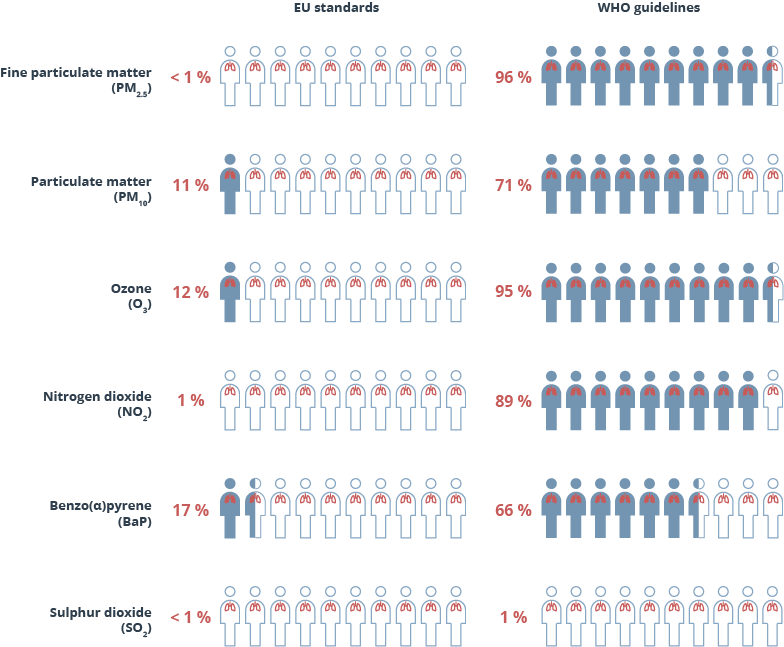 EU standards WHO guidelines
Fine particulate matter
(PM2.5)
< 1 % 96 %
Particulate matter
(PM10)
11 % 71 %
Ozone
(O3)
12 % 95 %
Nitrogen dioxide
(NO2)
1 % 89 %
Benzo(α)pyrene
(BaP)
17 % 66 %
Sulphur dioxide
(SO2)
< 1 % 1 %